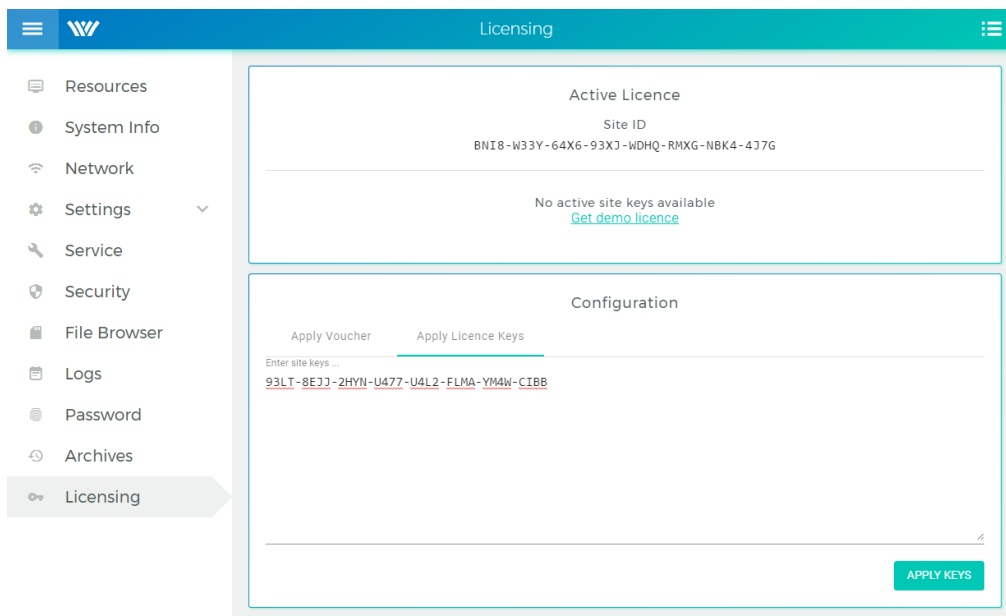 Licensing
Resources
System Info
Network
Settings
Service
Security
File Browser
Logs
Password
Archives
Licensing
Active Licence
Site ID
BNI8-W33Y-64X6-93XJ-WDHQ-RMXG-NBK4-4J7G
No active site keys available
Get demo licence
Configuration
Apply Voucher Apply Licence Keys
Enter site keys ...
93LT-8EJJ-2HYN-U477-U4L2-FLMA-YM4W-CIBB
APPLY KEYS